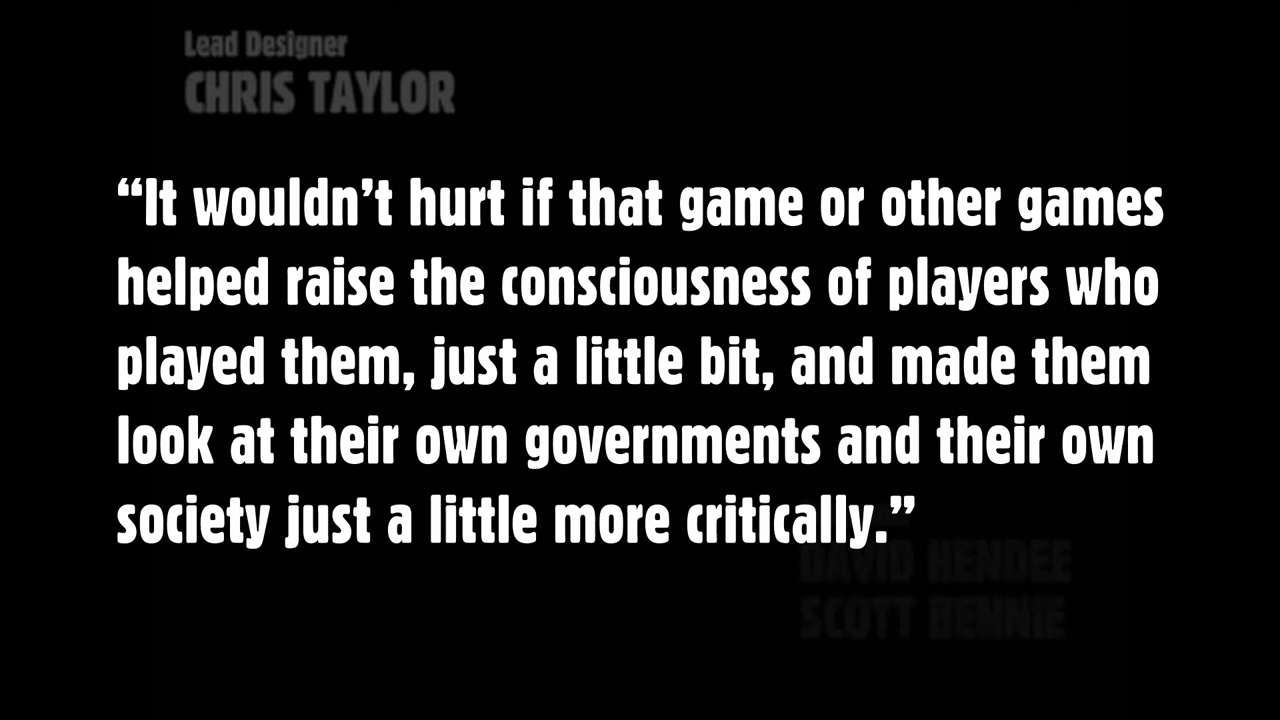 Lead Designer
CHRIS TAYLOR
“It wouldn’t hurt if that game or other games
helped raise the consciousness of players who
played them, just a little bit, and made them
look at their own governments and their own
society just a little more critically.”
DAVID HENDEE
SCOTT BENNIE